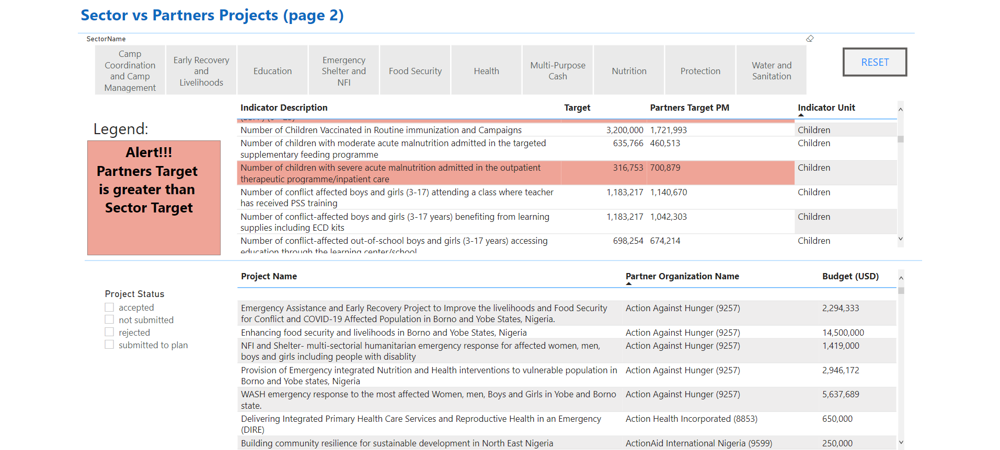 Sector vs Partners Projects (page 2)
SectorName
Camp
Coordination
and Camp
Management
Early Recovery
and
Livelihoods
Education
Emergency
Shelter and
NFI
Food Security
Health
Multi-Purpose
Cash
Nutrition
Protection
Water and
Sanitation
RESET
Legend:
Alert!!!
Partners Target
is greater than
Sector Target
Indicator Description Target Partners Target PM Indicator Unit
Number of Children Vaccinated in Routine immunization and Campaigns 3,200,000 1,721,993 Children
Number of children with moderate acute malnutrition admitted in the targeted 635,766 460,513 Children
supplementary feeding programme
Number of children with severe acute malnutrition admitted in the outpatient 316,753 700,879 Children
therapeutic programme/inpatient care
Number of conflict affected boys and girls (3-17) attending a class where teacher 1,183,217 1,140,670 Children
has received PSS training
Number of conflict-affected boys and girls (3-17 years) benefiting from learning 1,183,217 1,042,303 Children
supplies including ECD kits
Number of conflict-affected out-of-school boys and girls (3-17 years) accessing 698,254 674,214 Children
education through the learning center/school
Project Status
accepted
not submitted
rejected
submitted to plan
Project Name Partner Organization Name Budget (USD)
Emergency Assistance and Early Recovery Project to Improve the livelihoods and Food Security Action Against Hunger (9257) 2,294,333
for Conflict and COVID-19 Affected Population in Borno and Yobe States, Nigeria.
Enhancing food security and livelihoods in Borno and Yobe States, Nigeria Action Against Hunger (9257) 14,500,000
NFI and Shelter- multi-sectorial humanitarian emergency response for affected women, men, Action Against Hunger (9257) 1,419,000
boys and girls including people with disablity
Provision of Emergency integrated Nutrition and Health interventions to vulnerable population in Action Against Hunger (9257) 2,946,172
Borno and Yobe states, Nigeria
WASH emergency response to the most affected Women, men, Boys and Girls in Yobe and Borno Action Against Hunger (9257) 5,637,689
state.
Delivering Integrated Primary Health Care Services and Reproductive Health in an Emergency Action Health Incorporated (8853) 650,000
(DIRE)
Building community resilience for sustainable development in North East Nigeria ActionAid International Nigeria (9599) 250,000